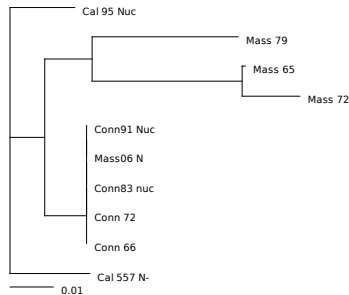 Cal 95 Nuc
Mass 79
Mass 65
Mass 72
Conn91 Nuc
Mass06 N
Conn83 nuc
Conn 72
Conn 66
Cal 557 N-
0.01